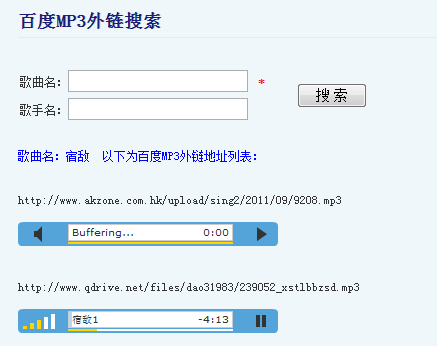 百度MP3外链搜索
歌曲名: *
搜索
歌手名:
歌曲名: 宿敌 以下为百度MP3外链地址列表:
http://www.akzone.com.hk/upload/sing2/2011/09/9208.mp3
Buffering... 0:00
http://www.qdrive.net/files/dao31983/239052_xstlbbzsd.mp3
宿敌1 -4:13